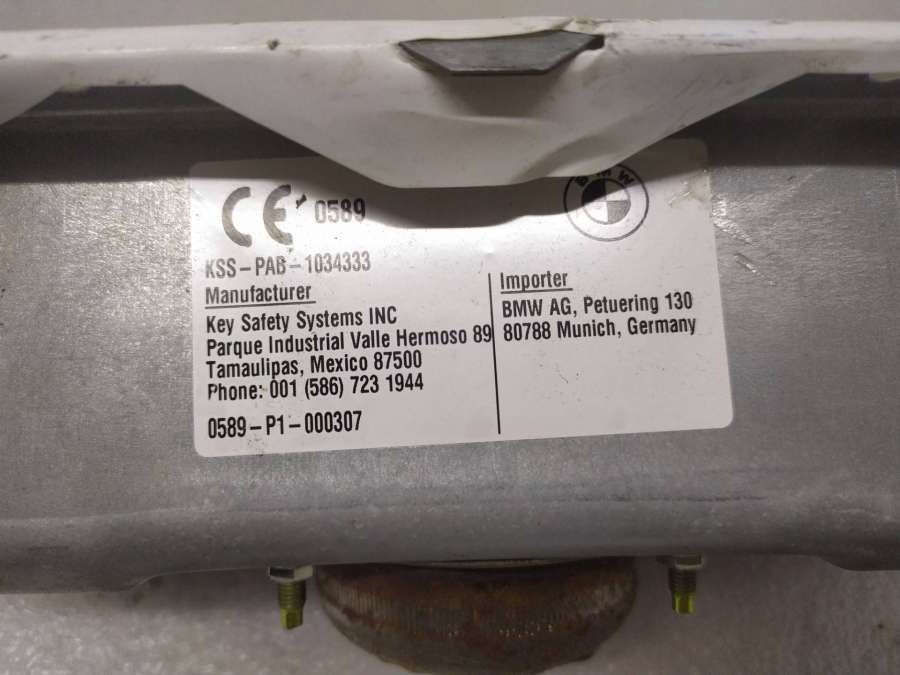 CE 0589
BMW
KSS-PAB-1034333
Manufacturer
Key Safety Systems INC
Parque Industrial Valle Hermoso 89
Tamaulipas, Mexico 87500
Phone: 001 (586) 723 1944
0589-P1-000307
Importer
BMW AG, Petuering 130
80788 Munich, Germany